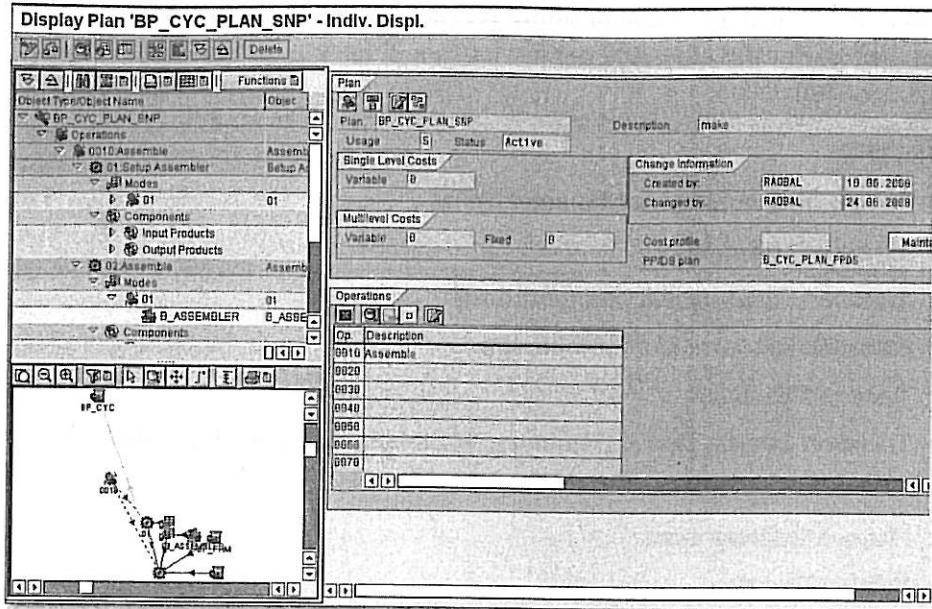 Display Plan 'BP_CYC_PLAN_SNP' - Indiv. Displ.
Delete
Functions
Object Type/Object Name Objec
BP_CYC_PLAN_SNP
Operations
0010:Assemble Assemb
01:Setup Assembler Setup As
Modes
01 01
Components
Input Products
Output Products
02:Assemble Assemb
Modes
01 01
B_ASSEMBLER B_ASSE
Components
BP_CYC
0010
Plan
Plan BP_CYC_PLAN_SNP Description make
Usage S Status Active
Single Level Costs
Variable 0
Change Information
Created by: RAOBAL 10.06.2008
Changed by: RAOBAL 24.06.2008
Multilevel Costs
Variable 0 Fixed 0
Cost profile Mainta
PP/DS plan B_CYC_PLAN_PPDS
Operations
Op. Description
0010 Assemble
0020
0030
0040
0050
0060
0070